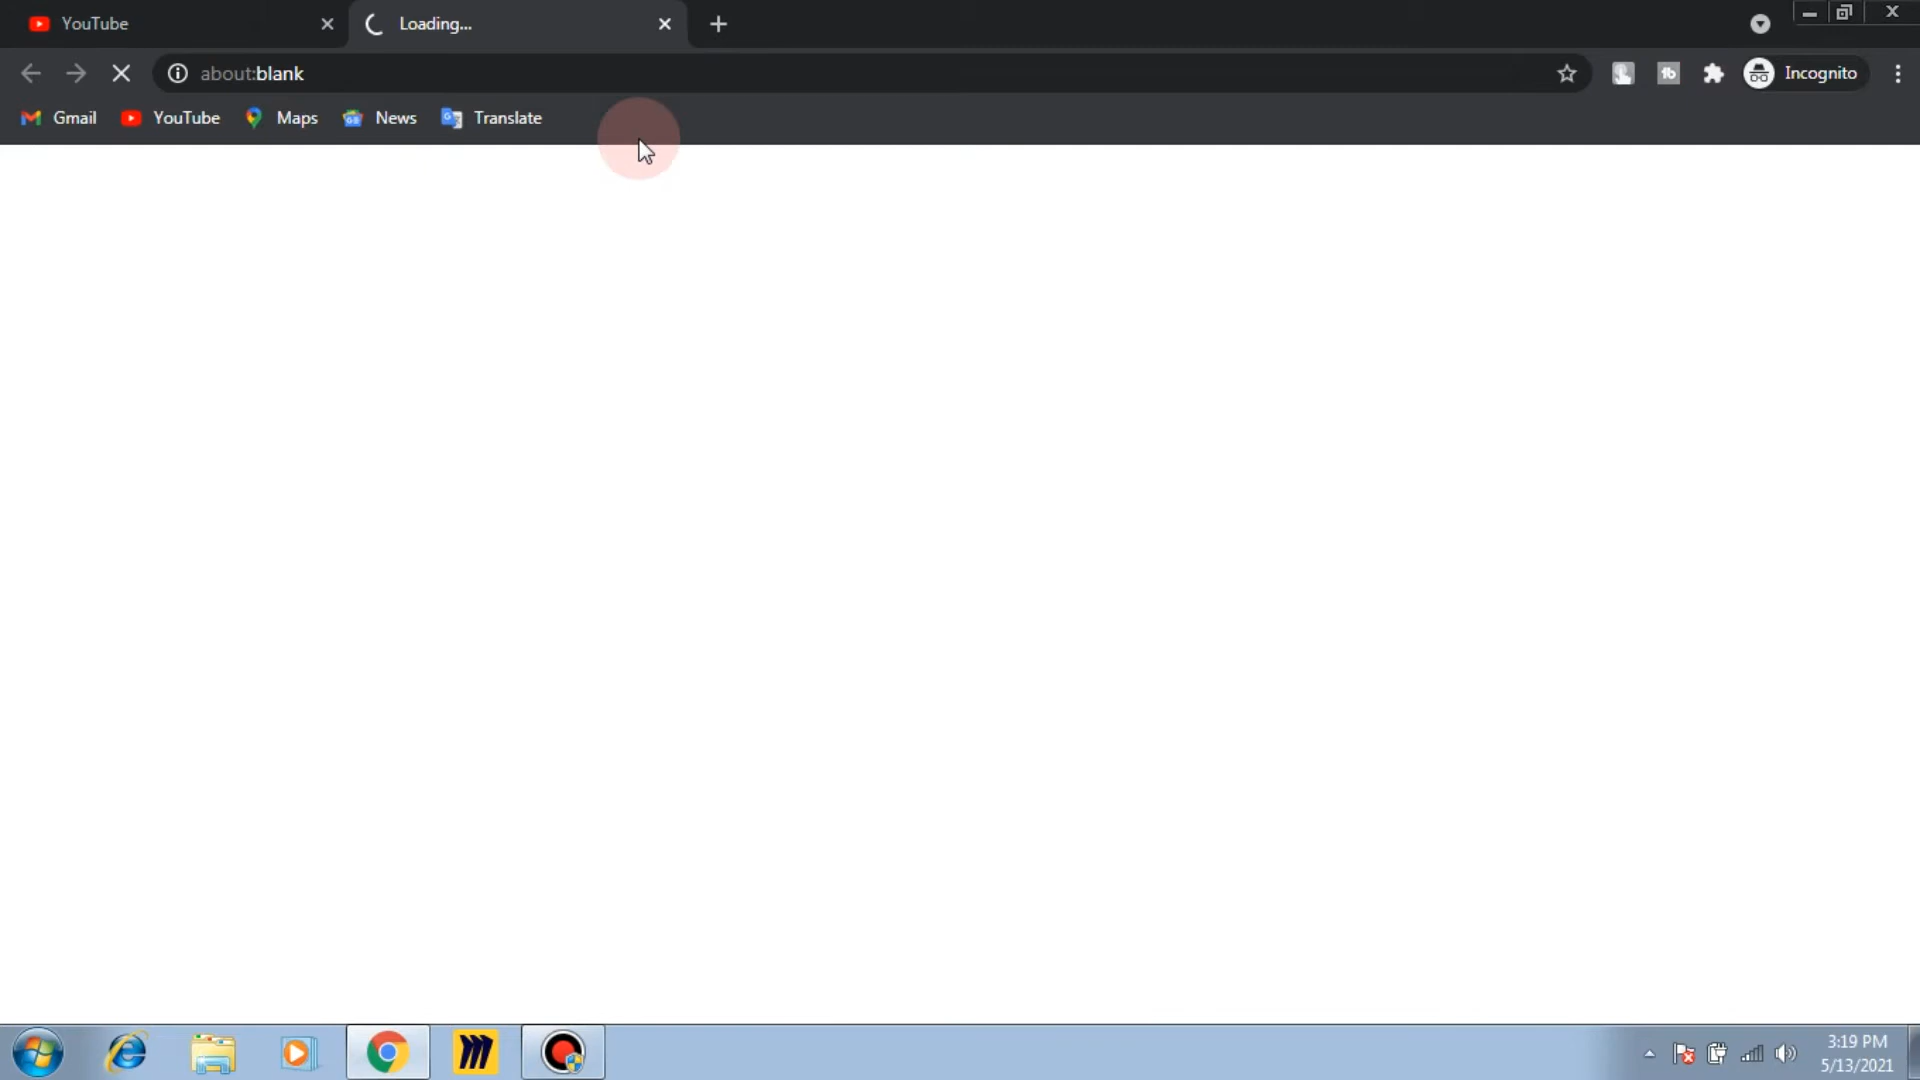 YouTube
Loading...
about:blank
Incognito
Gmail
YouTube
Maps
News
Translate
3:19 PM
5/13/2021